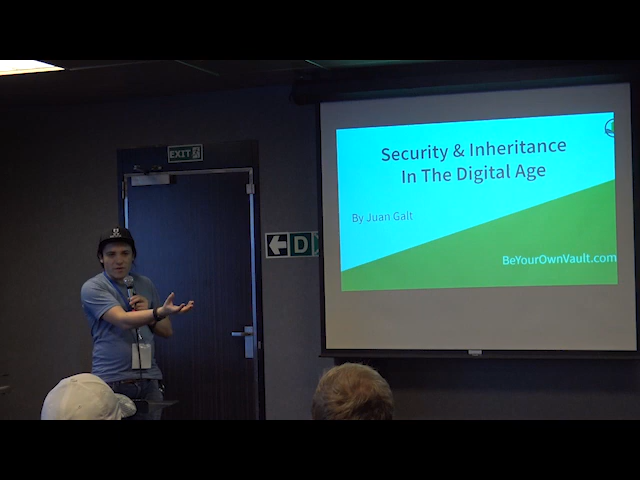 EXIT
D
Security & Inheritance
In The Digital Age
By Juan Galt
BeYourOwnVault.com